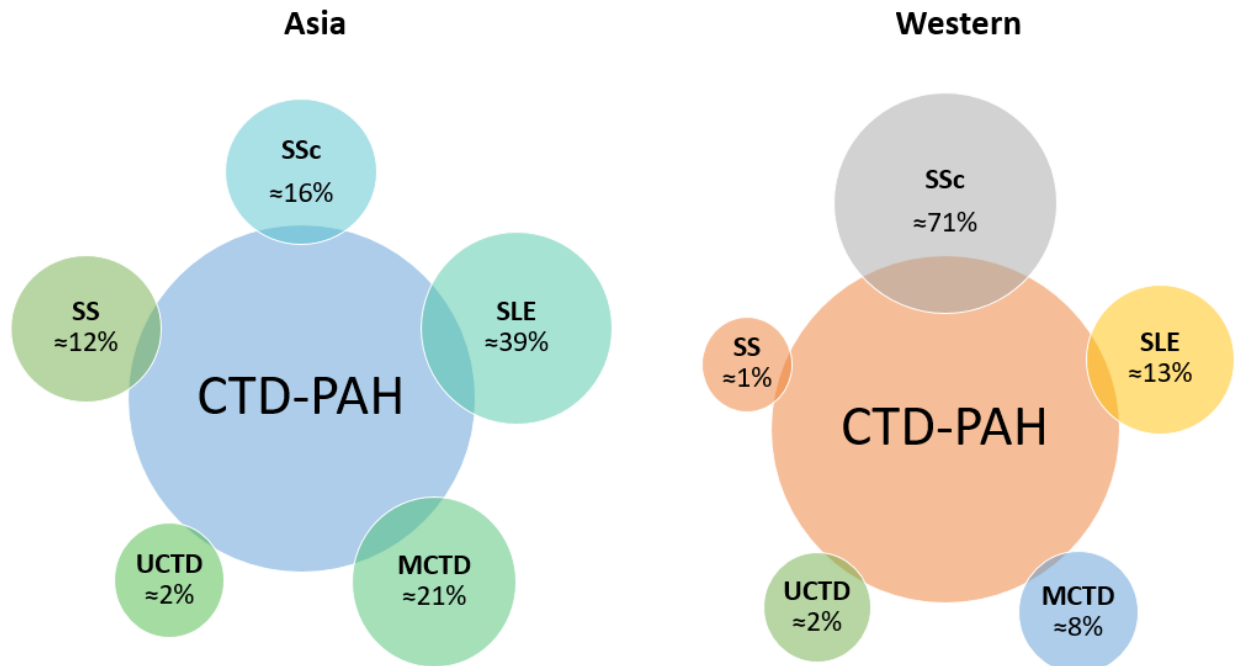 Asia
SSc
≈16%
SS
≈12%
SLE
≈39%
CTD-PAH
UCTD
≈2%
MCTD
≈21%
Western
SSc
≈71%
SS
≈1%
SLE
≈13%
CTD-PAH
UCTD
≈2%
MCTD
≈8%